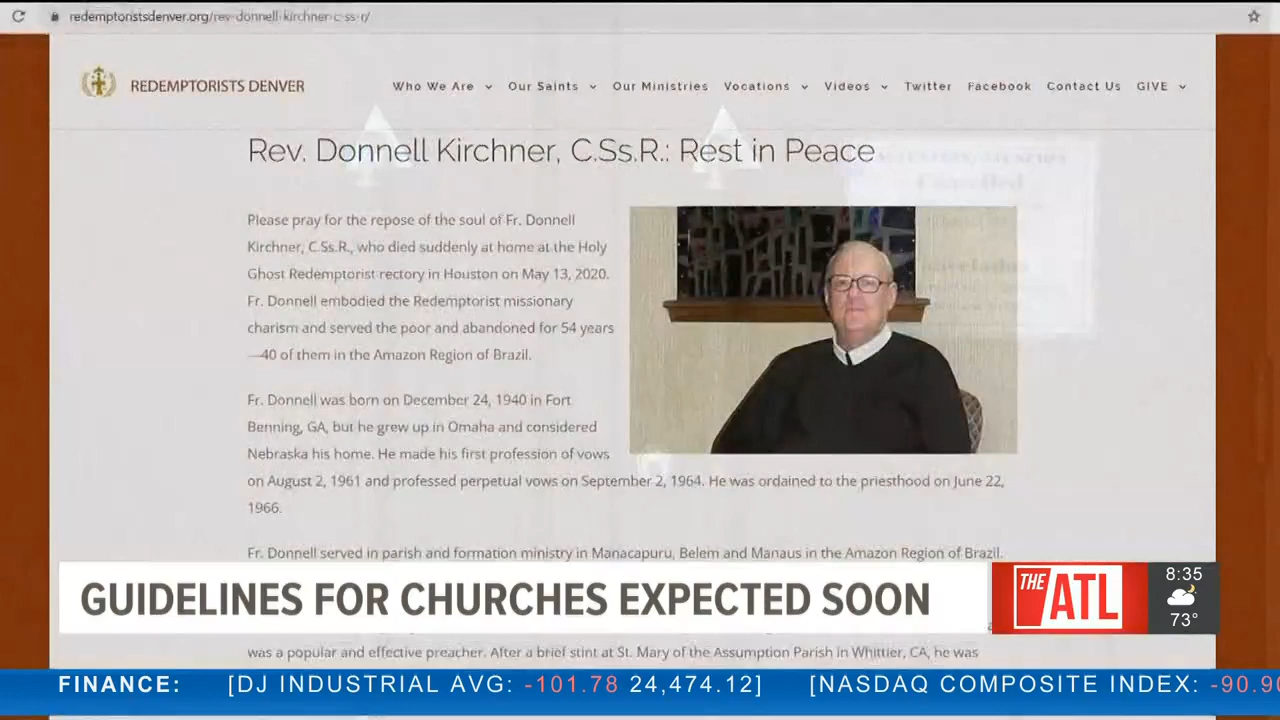 redemptoristsdenver.org/rev-donnell-kirchner-c-ss-r/
REDEMPTORISTS DENVER
Who We Are Our Saints Our Ministries Vocations Videos Twitter Facebook Contact Us GIVE
Rev. Donnell Kirchner, C.Ss.R.: Rest in Peace
Please pray for the repose of the soul of Fr. Donnell
Kirchner, C.Ss.R., who died suddenly at home at the Holy
Ghost Redemptorist rectory in Houston on May 13, 2020.
Fr. Donnell embodied the Redemptorist missionary
charism and served the poor and abandoned for 54 years
—40 of them in the Amazon Region of Brazil.
Fr. Donnell was born on December 24, 1940 in Fort
Benning, GA, but he grew up in Omaha and considered
Nebraska his home. He made his first profession of vows
on August 2, 1961 and professed perpetual vows on September 2, 1964. He was ordained to the priesthood on June 22,
1966.
Fr. Donnell served in parish and formation ministry in Manacapuru, Belem and Manaus in the Amazon Region of Brazil.
GUIDELINES FOR CHURCHES EXPECTED SOON
THE ATL
8:35
73°
was a popular and effective preacher. After a brief stint at St. Mary of the Assumption Parish in Whittier, CA, he was
FINANCE: [DJ INDUSTRIAL AVG: -101.78 24,474.12] [NASDAQ COMPOSITE INDEX: -90.90